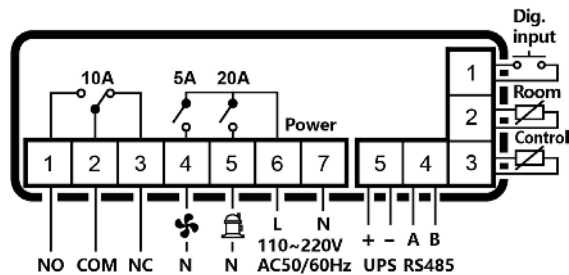 Dig.
input
10A 5A 20A
1
Room
Power
2
Control
1 2 3 4 5 6 7 5 4 3
+ - A B
L N
NO COM NC N N 110~220V UPS RS485
AC50/60Hz